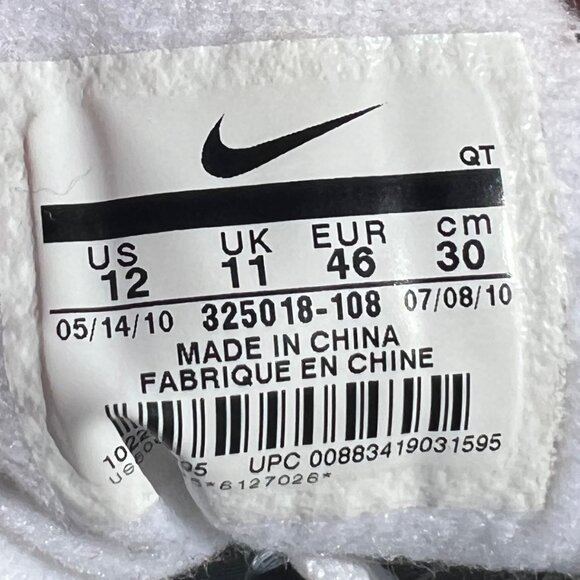 QT
US UK EUR cm
12 11 46 30
05/14/10 325018-108 07/08/10
MADE IN CHINA
FABRIQUE EN CHINE
UPC 00883419031595
*6127026*